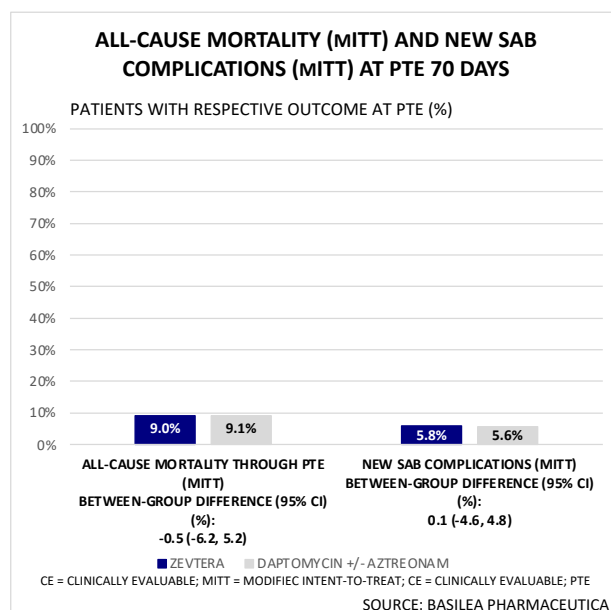 ALL-CAUSE MORTALITY (MITT) AND NEW SAB
COMPLICATIONS (MITT) AT PTE 70 DAYS
PATIENTS WITH RESPECTIVE OUTCOME AT PTE (%)
100%
90%
80%
70%
60%
50%
40%
30%
20%
10%
0%
9.0%
9.1%
5.8%
5.6%
ALL-CAUSE MORTALITY THROUGH PTE
(MITT)
BETWEEN-GROUP DIFFERENCE (95% CI)
(%):
-0.5 (-6.2, 5.2)
NEW SAB COMPLICATIONS (MITT)
BETWEEN-GROUP DIFFERENCE (95% CI)
(%):
0.1 (-4.6, 4.8)
ZEVTERA
DAPTOMYCIN +/- AZTREONAM
CE = CLINICALLY EVALUABLE; MITT = MODIFIEC INTENT-TO-TREAT; CE = CLINICALLY EVALUABLE; PTE
SOURCE: BASILEA PHARMACEUTICA